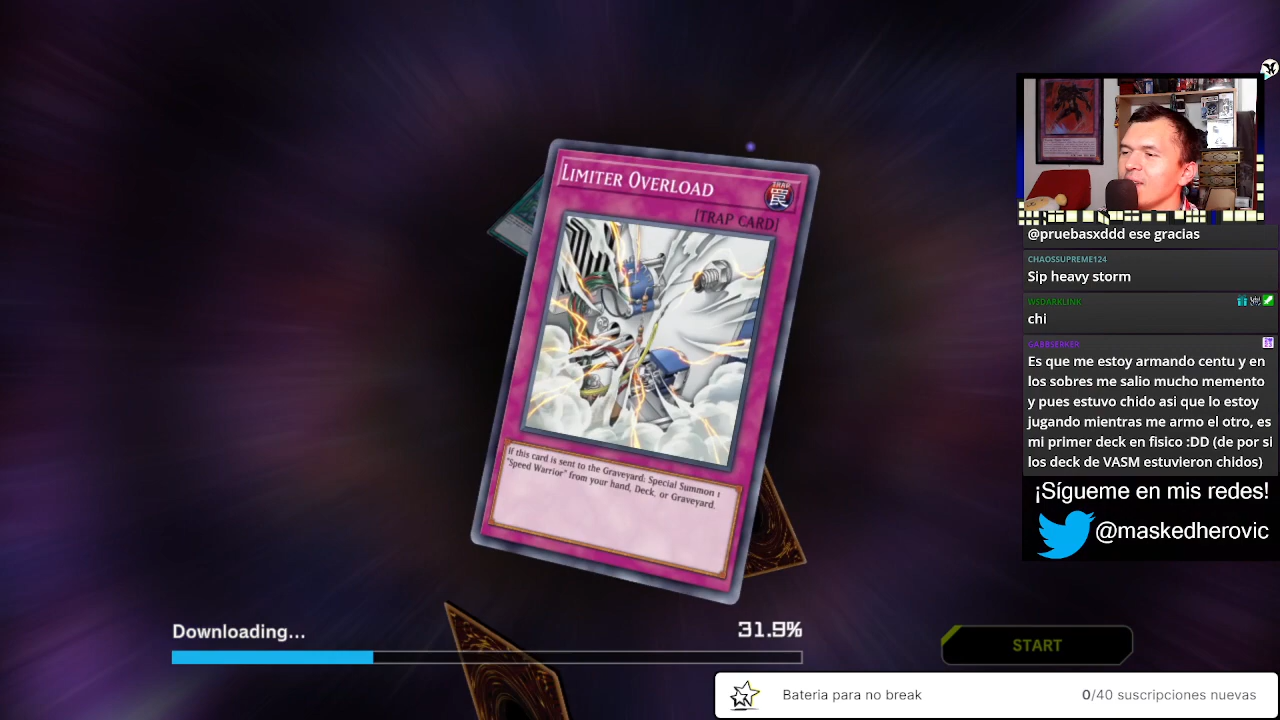 LIMITER OVERLOAD
TRAP
罠
[TRAP CARD]
If this card is sent to the Graveyard: Special Summon 1
"Speed Warrior" from your hand, Deck, or Graveyard.
Downloading...
31.9%
START
@pruebasxddd ese gracias
CHAOSSUPREME124
Sip heavy storm
WSDARKLINK
chi
GABBSERKER
Es que me estoy armando centu y en
los sobres me salio mucho memento
y pues estuvo chido asi que lo estoy
jugando mientras me armo el otro, es
mi primer deck en fisico :DD (de por si
los deck de VASM estuvieron chidos)
¡Sígueme en mis redes!
@maskedherovic
Bateria para no break
0/40 suscripciones nuevas